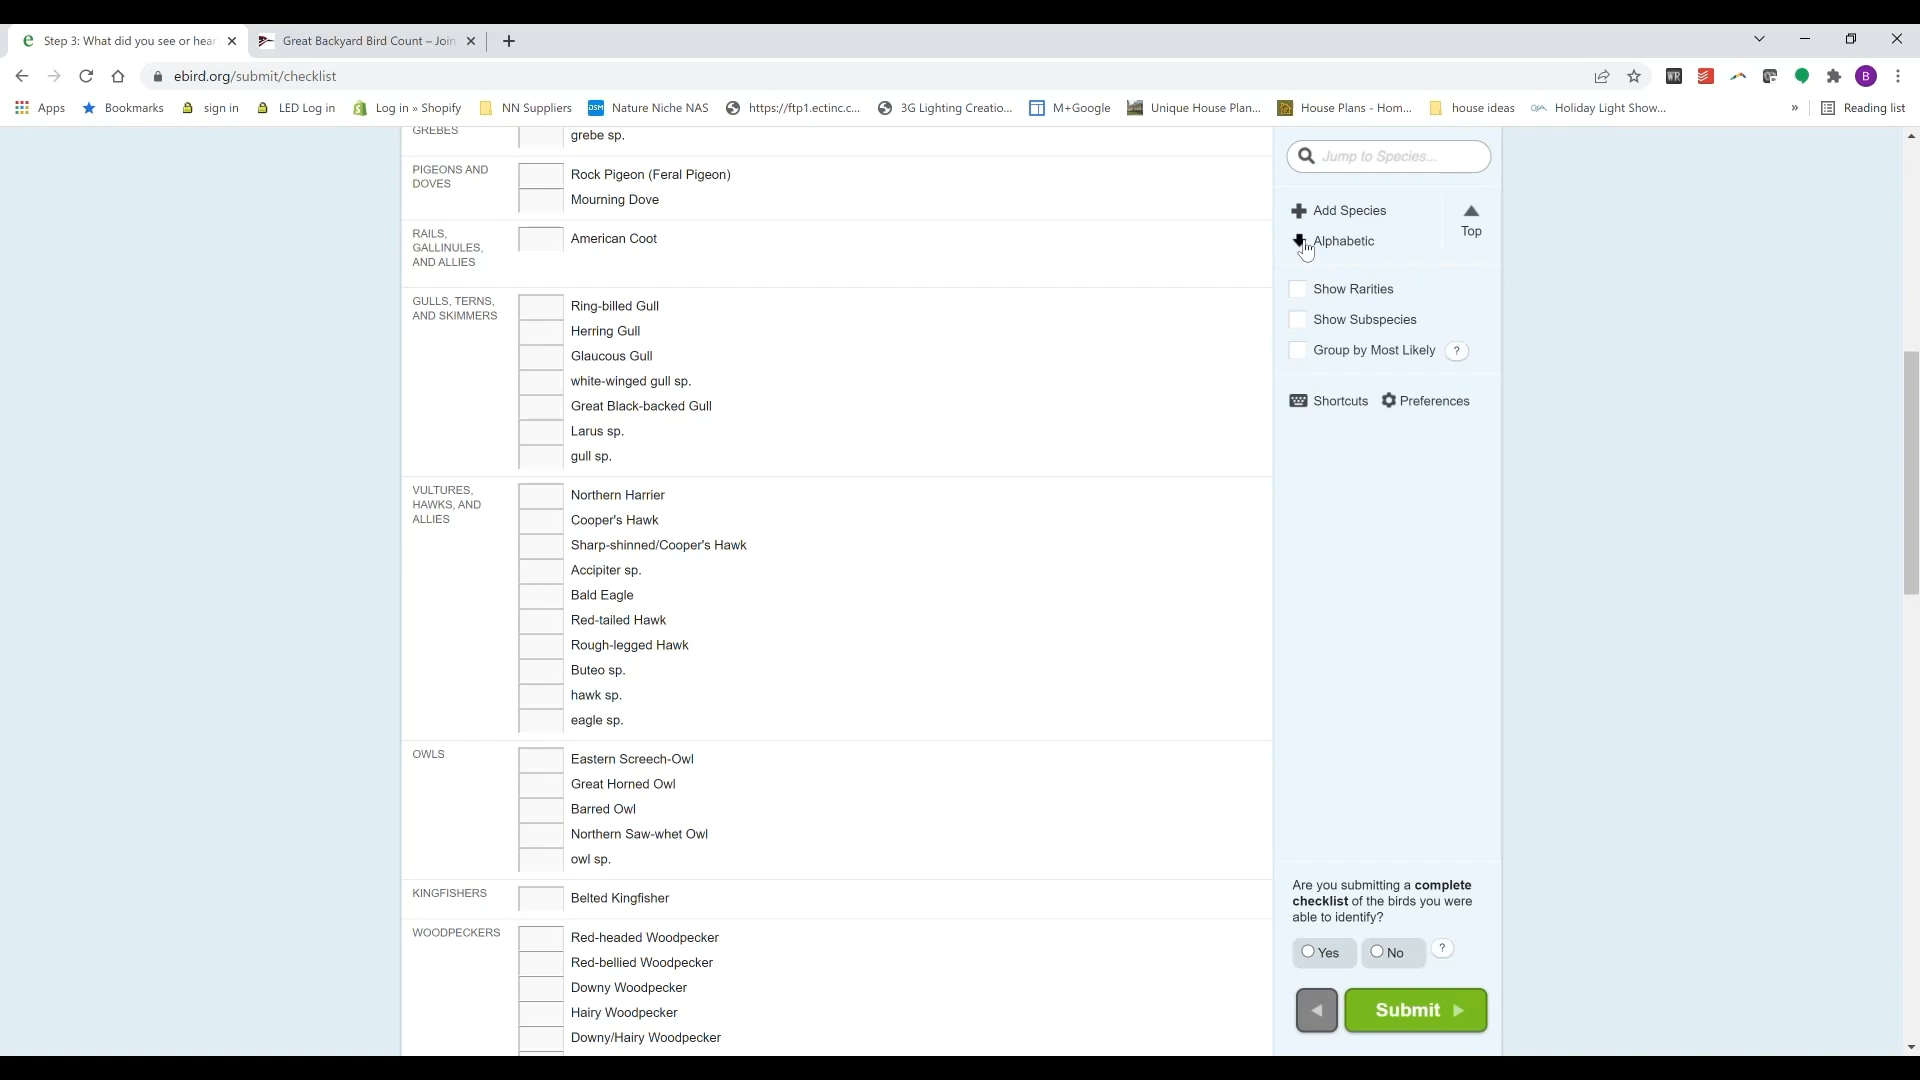 Step 3: What did you see or hear
Great Backyard Bird Count – Join
ebird.org/submit/checklist
B
Apps
Bookmarks
sign in
LED Log in
Log in » Shopify
NN Suppliers
DSM
Nature Niche NAS
https://ftp1.ectinc.c...
3G Lighting Creatio...
M+Google
Unique House Plan...
House Plans - Hom...
house ideas
Holiday Light Show...
»
Reading list
GREBES
grebe sp.
PIGEONS AND
DOVES
Rock Pigeon (Feral Pigeon)
Mourning Dove
RAILS,
GALLINULES,
AND ALLIES
American Coot
GULLS, TERNS,
AND SKIMMERS
Ring-billed Gull
Herring Gull
Glaucous Gull
white-winged gull sp.
Great Black-backed Gull
Larus sp.
gull sp.
VULTURES,
HAWKS, AND
ALLIES
Northern Harrier
Cooper's Hawk
Sharp-shinned/Cooper's Hawk
Accipiter sp.
Bald Eagle
Red-tailed Hawk
Rough-legged Hawk
Buteo sp.
hawk sp.
eagle sp.
OWLS
Eastern Screech-Owl
Great Horned Owl
Barred Owl
Northern Saw-whet Owl
owl sp.
KINGFISHERS
Belted Kingfisher
WOODPECKERS
Red-headed Woodpecker
Red-bellied Woodpecker
Downy Woodpecker
Hairy Woodpecker
Downy/Hairy Woodpecker
Jump to Species...
Add Species
Top
Alphabetic
Show Rarities
Show Subspecies
Group by Most Likely ?
Shortcuts
Preferences
Are you submitting a complete
checklist of the birds you were
able to identify?
Yes
No
?
Submit